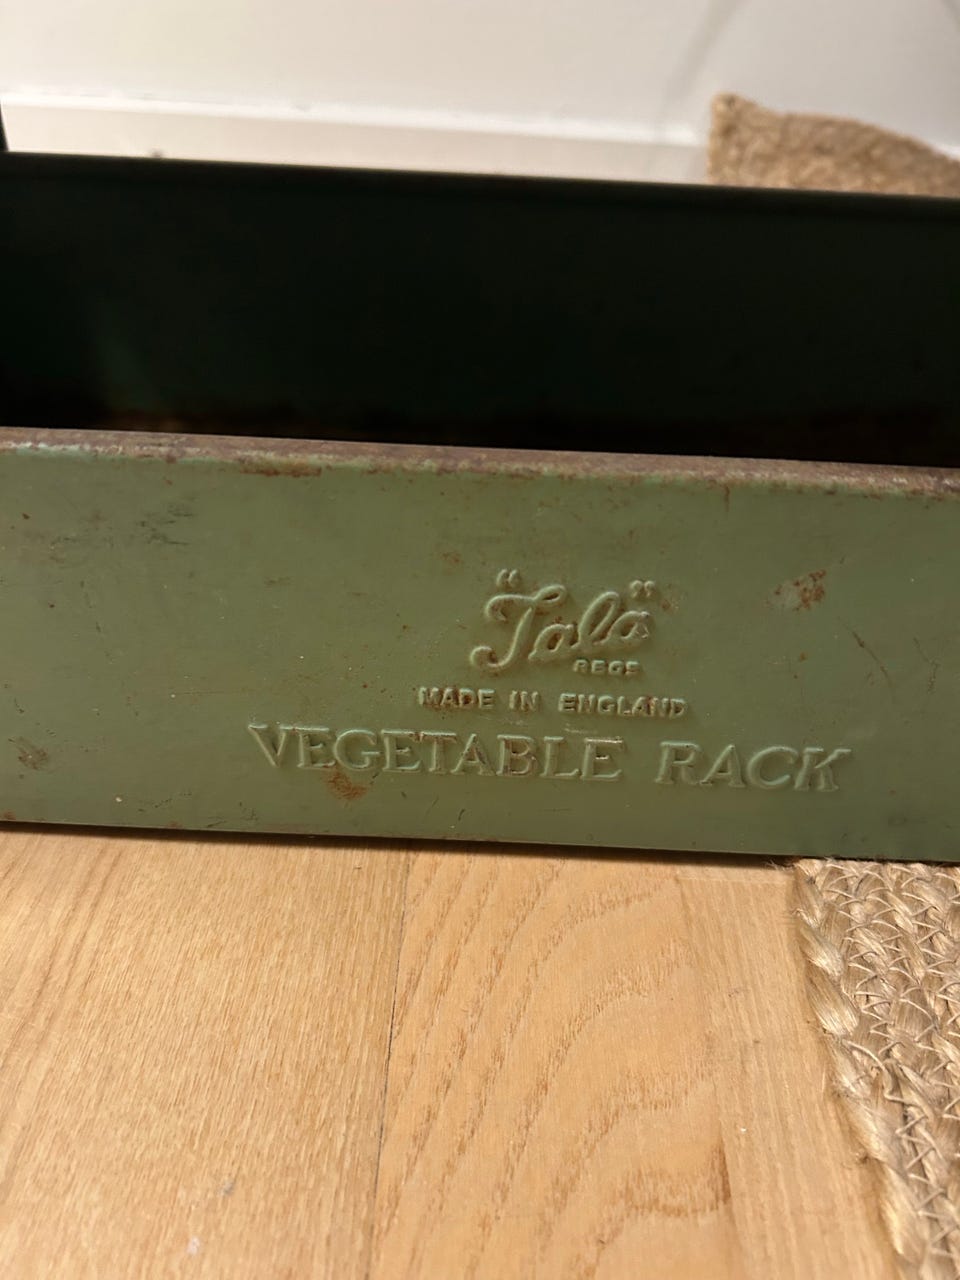 "Tala"
REGD
MADE IN ENGLAND
VEGETABLE RACK